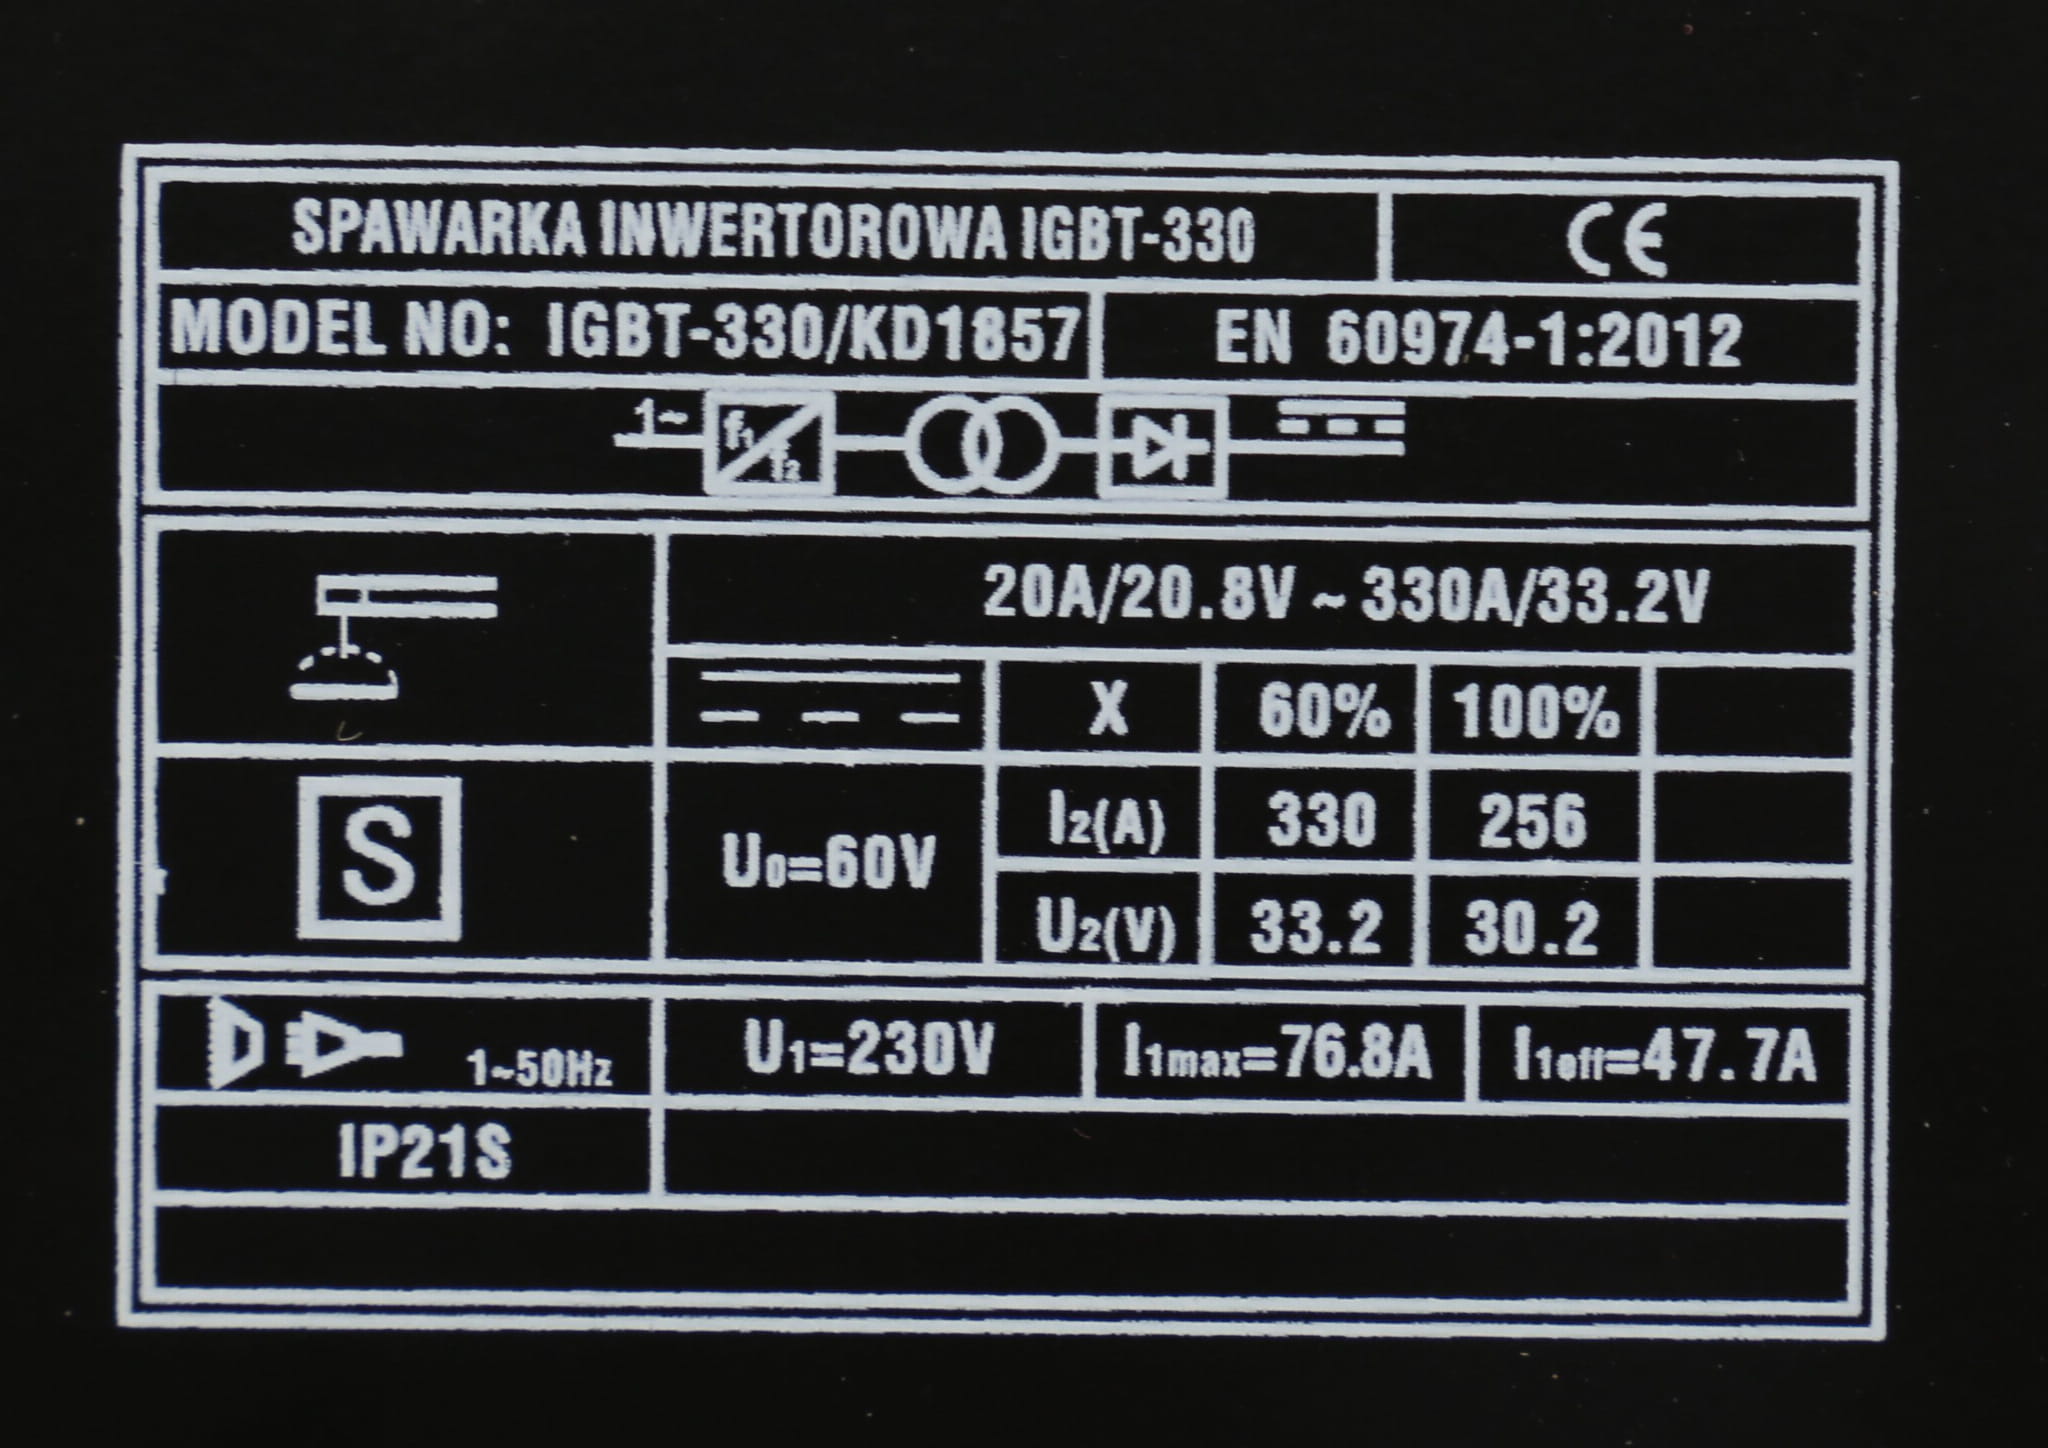 SPAWARKA INWERTOROWA IGBT-330 CE
MODEL NO: IGBT-330/KD1857 EN 60974-1:2012
1~ f1 f2
20A/20.8V ~ 330A/33.2V
X 60% 100%
S U0=60V I2(A) 330 256
U2(V) 33.2 30.2
1~50Hz U1=230V I1max=76.8A I1eff=47.7A
IP21S